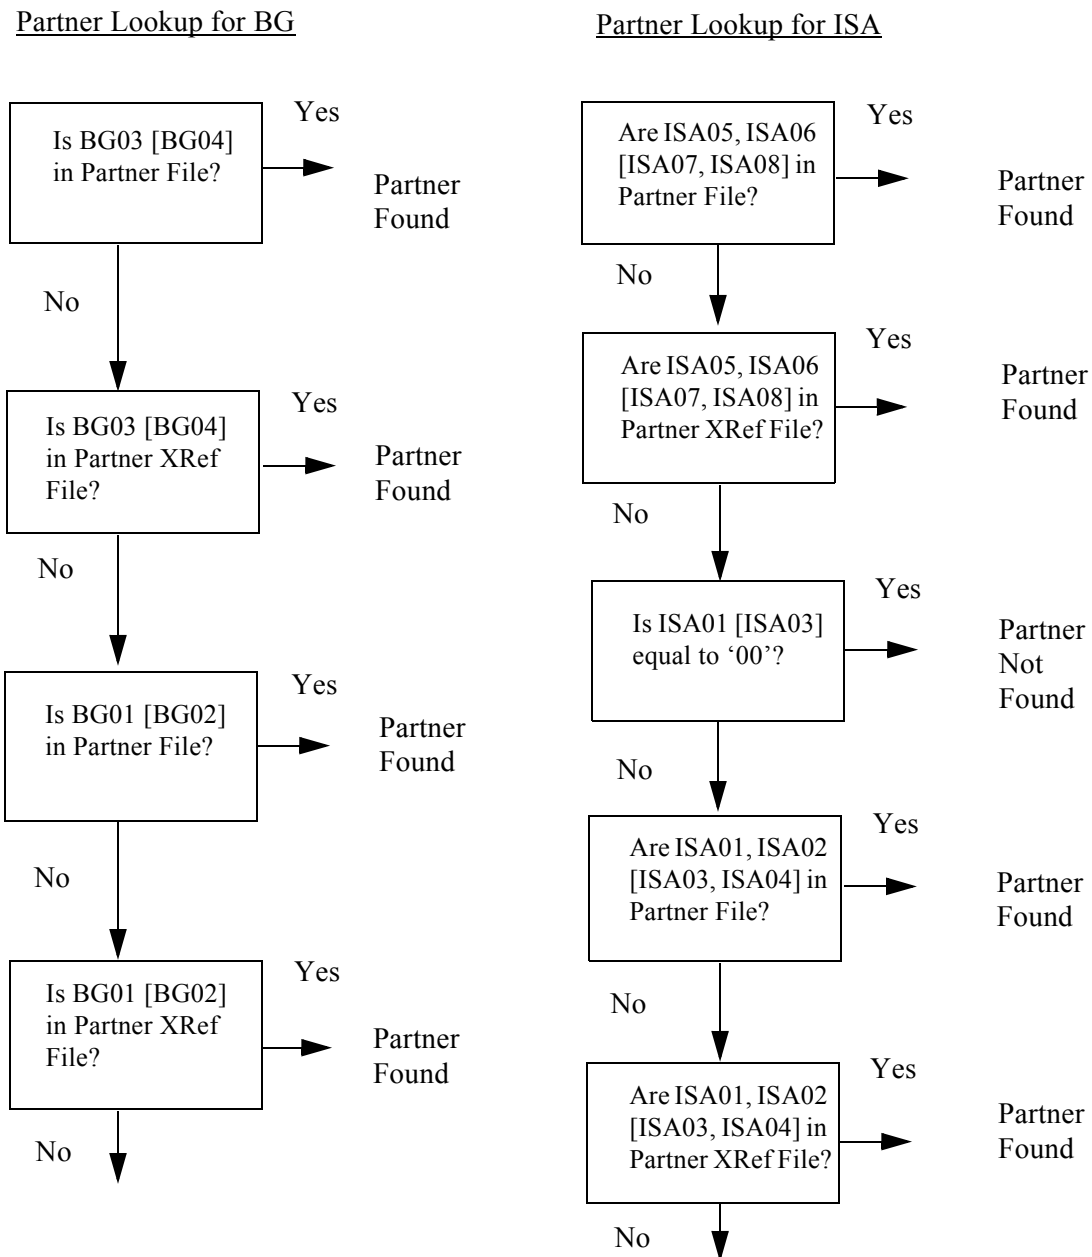 Partner Lookup for BG
Is BG03 [BG04]
in Partner File?
Yes
Partner
Found
No
Is BG03 [BG04]
in Partner XRef
File?
Yes
Partner
Found
No
Is BG01 [BG02]
in Partner File?
Yes
Partner
Found
No
Is BG01 [BG02]
in Partner XRef
File?
Yes
Partner
Found
No
Partner Lookup for ISA
Are ISA05, ISA06
[ISA07, ISA08] in
Partner File?
Yes
Partner
Found
No
Are ISA05, ISA06
[ISA07, ISA08] in
Partner XRef File?
Yes
Partner
Found
No
Is ISA01 [ISA03]
equal to ‘00’?
Yes
Partner
Not
Found
No
Are ISA01, ISA02
[ISA03, ISA04] in
Partner File?
Yes
Partner
Found
No
Are ISA01, ISA02
[ISA03, ISA04] in
Partner XRef File?
Yes
Partner
Found
No